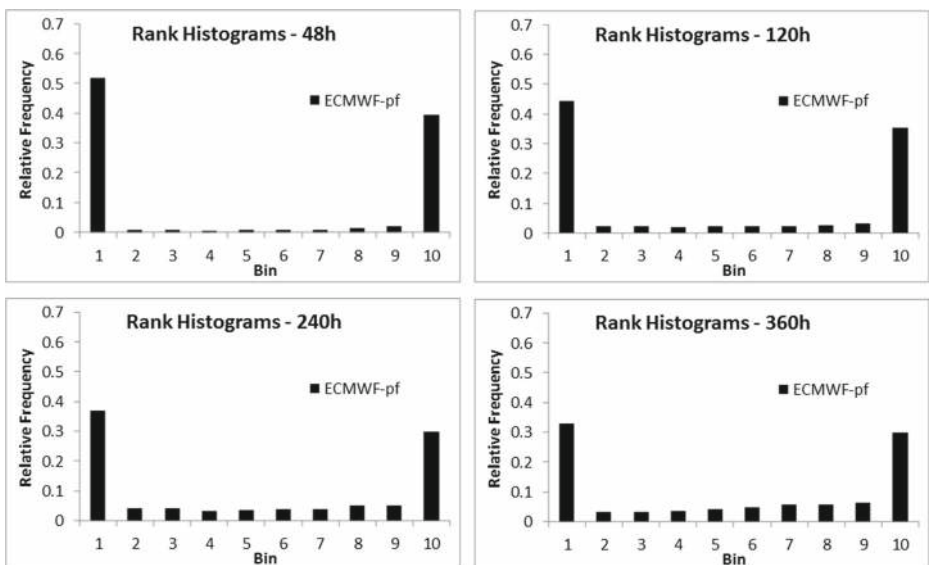 Rank Histograms - 48h
Relative Frequency
0.7
0.6
0.5
0.4
0.3
0.2
0.1
0
ECMWF-pf
1 2 3 4 5 6 7 8 9 10
Bin
Rank Histograms - 120h
Relative Frequency
0.7
0.6
0.5
0.4
0.3
0.2
0.1
0
ECMWF-pf
1 2 3 4 5 6 7 8 9 10
Bin
Rank Histograms - 240h
Relative Frequency
0.7
0.6
0.5
0.4
0.3
0.2
0.1
0
ECMWF-pf
1 2 3 4 5 6 7 8 9 10
Bin
Rank Histograms - 360h
Relative Frequency
0.7
0.6
0.5
0.4
0.3
0.2
0.1
0
ECMWF-pf
1 2 3 4 5 6 7 8 9 10
Bin